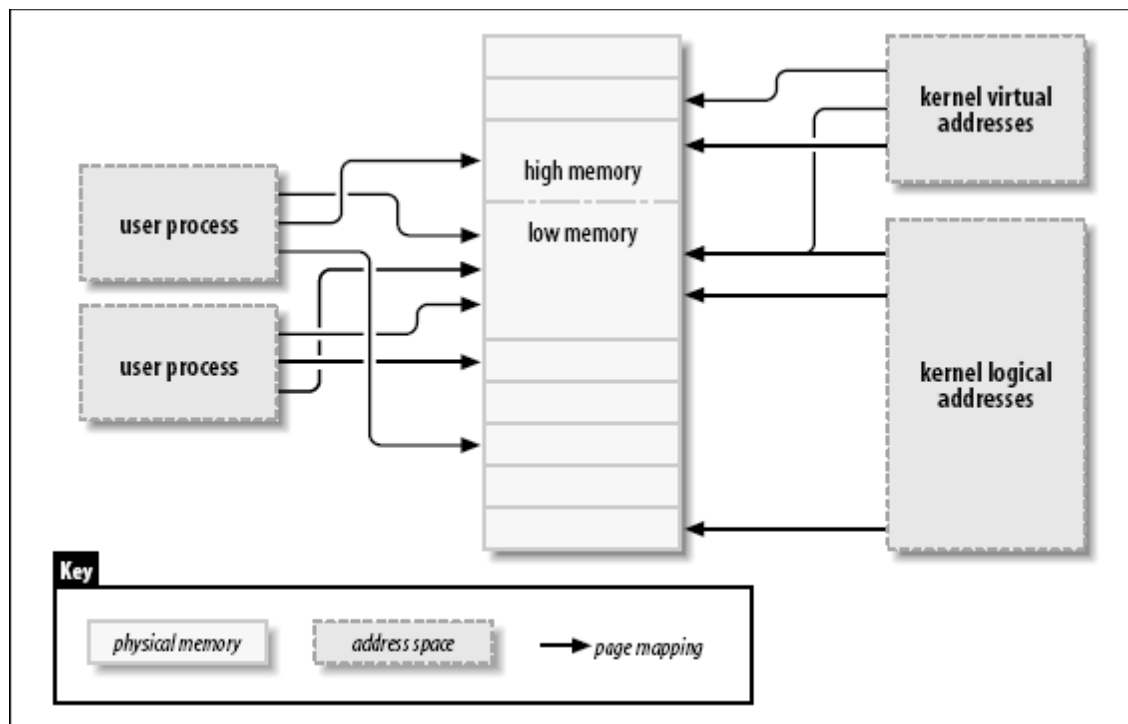 kernel virtual
addresses
high memory
low memory
user process
user process
kernel logical
addresses
Key
physical memory
address space
page mapping